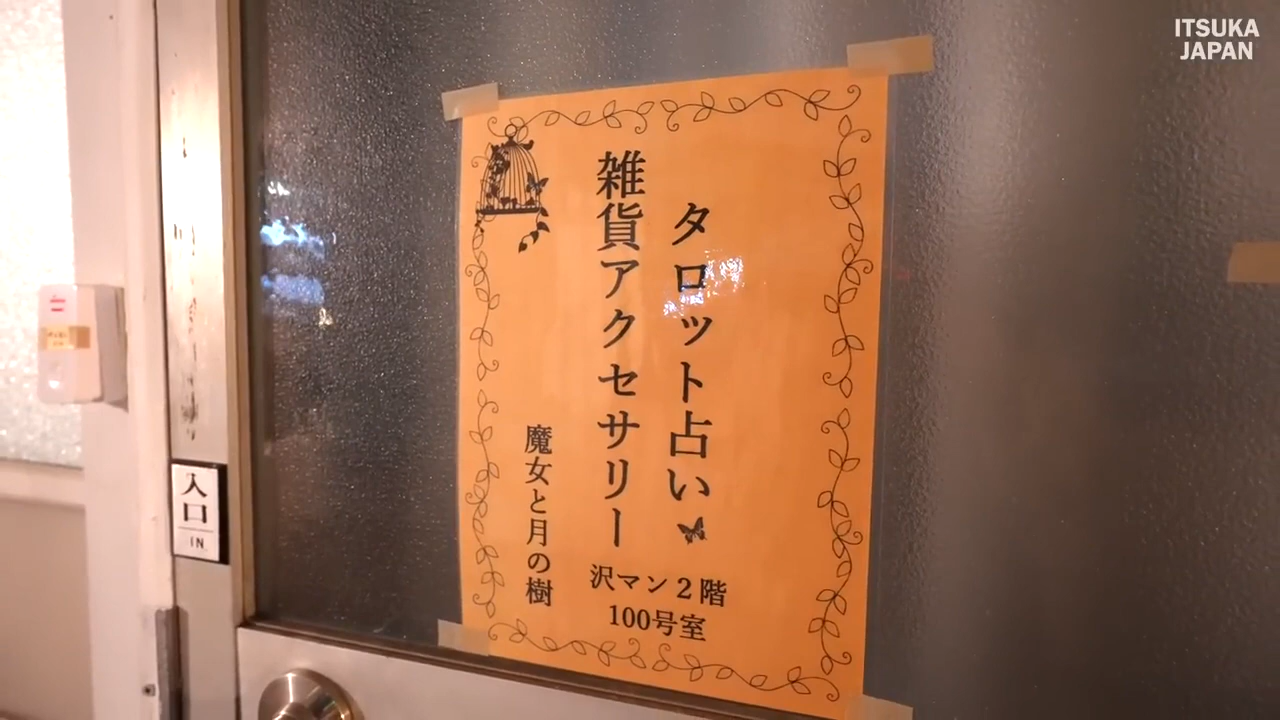 ITSUKA
JAPAN
タロット占い
雑貨アクセサリー
魔女と月の樹
沢マン2階
100号室
入口
IN